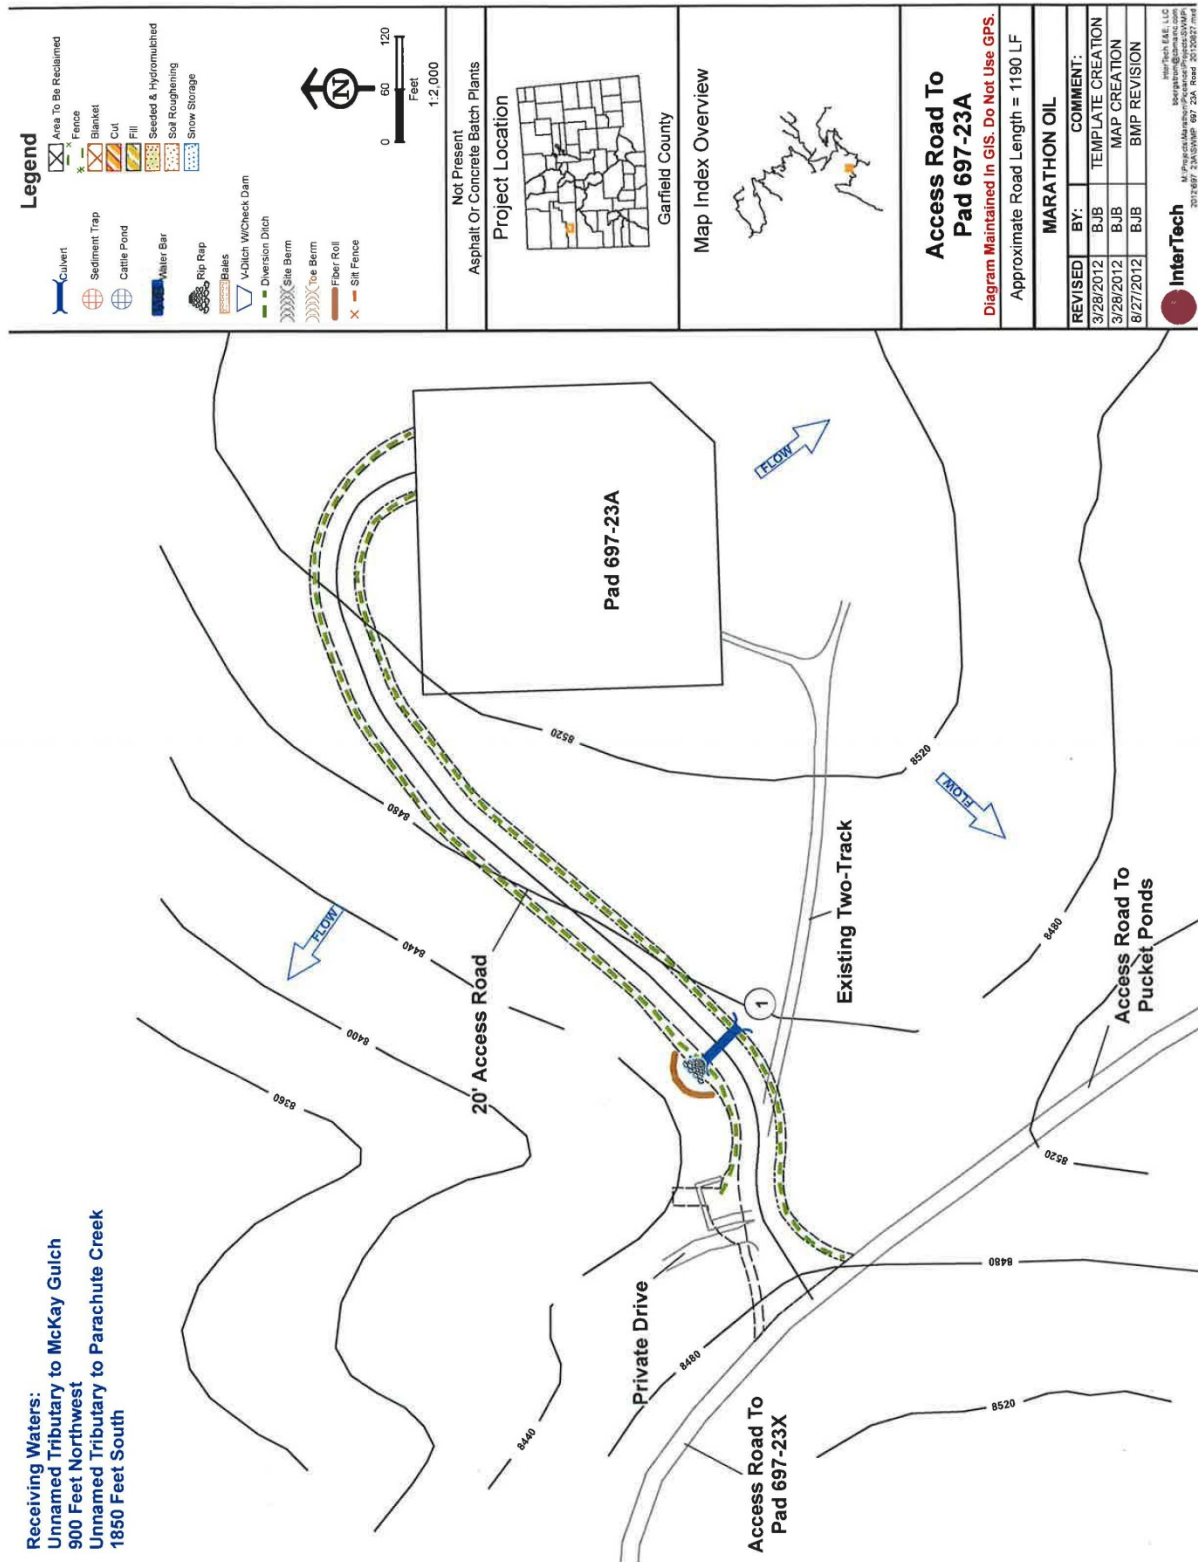 Receiving Waters:
Unnamed Tributary to McKay Gulch
900 Feet Northwest
Unnamed Tributary to Parachute Creek
1850 Feet South
8360
8400
8440
8480
8520
FLOW
20' Access Road
Pad 697-23A
FLOW
1
Existing Two-Track
FLOW
8520
8480
Private Drive
8440
8480
8480
8520
8520
Access Road To
Pad 697-23X
Access Road To
Pucket Ponds
Legend
Culvert
Sediment Trap
Cattle Pond
Water Bar
Rip Rap
Bales
V-Ditch W/Check Dam
Diversion Ditch
Site Berm
Toe Berm
Fiber Roll
Silt Fence
Area To Be Reclaimed
Fence
Blanket
Cut
Fill
Seeded & Hydromulched
Soil Roughening
Snow Storage
N
0 60 120
Feet
1:2,000
Not Present
Asphalt Or Concrete Batch Plants
Project Location
Garfield County
Map Index Overview
Access Road To
Pad 697-23A
Diagram Maintained In GIS. Do Not Use GPS.
Approximate Road Length = 1190 LF
MARATHON OIL
REVISED BY: COMMENT:
3/28/2012 BJB TEMPLATE CREATION
3/28/2012 BJB MAP CREATION
8/27/2012 BJB BMP REVISION
InterTech
InterTech E&E, LLC